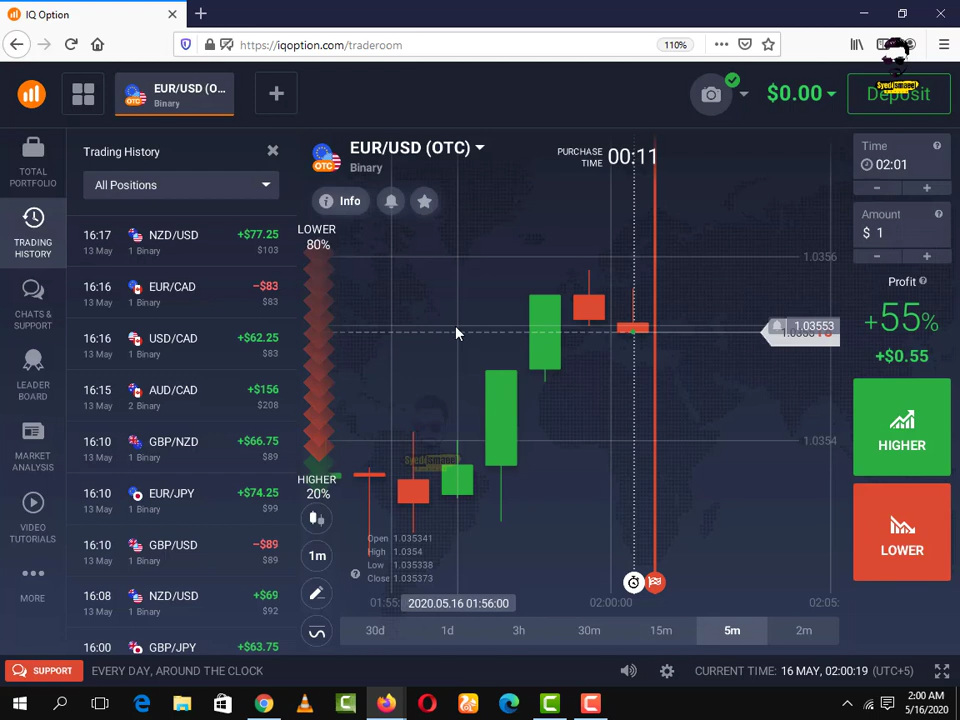 IQ Option
https://iqoption.com/traderoom
110%
EUR/USD (O...
Binary
$0.00
Deposit
TOTAL PORTFOLIO
TRADING HISTORY
CHATS & SUPPORT
LEADER BOARD
MARKET ANALYSIS
VIDEO TUTORIALS
MORE
Trading History
All Positions
16:17 NZD/USD +$77.25
13 May 1 Binary $103
16:16 EUR/CAD −$83
13 May 1 Binary $83
16:16 USD/CAD +$62.25
13 May 1 Binary $83
16:15 AUD/CAD +$156
13 May 2 Binary $208
16:10 GBP/NZD +$66.75
13 May 1 Binary $89
16:10 EUR/JPY +$74.25
13 May 1 Binary $99
16:10 GBP/USD −$89
13 May 1 Binary $89
16:08 NZD/USD +$69
13 May 1 Binary $92
16:00 GBP/JPY +$63.75
EUR/USD (OTC)
Binary
OTC
Info
PURCHASE TIME 00:11
LOWER
80%
HIGHER
20%
1m
1.0356
1.03553
1.0354
Open 1.035341
High 1.0354
Low 1.035338
Close 1.035373
01:55:
2020.05.16 01:56:00
02:00:00
02:05:
30d 1d 3h 30m 15m 5m 2m
Time
02:01
Amount
$ 1
Profit
+55%
+$0.55
HIGHER
LOWER
SUPPORT
EVERY DAY, AROUND THE CLOCK
CURRENT TIME: 16 MAY, 02:00:19 (UTC+5)
2:00 AM
5/16/2020